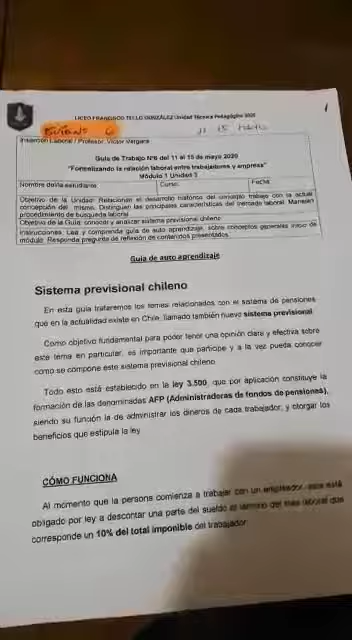 LICEO FRANCISCO TELLO GONZÁLEZ Unidad Técnica Pedagógica 2020
11 15 mayo
Inserción Laboral / Profesor: Víctor Vergara
Guía de Trabajo N°6 del 11 al 15 de mayo 2020
"Formalizando la relación laboral entre trabajadores y empresa"
Módulo 1 Unidad 3
Nombre del/la estudiante: Curso: Fecha:
Objetivo de la Unidad: Relacionan el desarrollo histórico del concepto trabajo con la actual
concepción del mismo. Distinguen las principales características del mercado laboral. Manejan
procedimiento de búsqueda laboral
Objetivo de la Guía: conocer y analizar sistema previsional chileno
Instrucciones: Lea y comprenda guía de auto aprendizaje, sobre conceptos generales inicio de
módulo. Responda pregunta de reflexión de contenidos presentados.
Guía de auto aprendizaje
Sistema previsional chileno
En esta guía trataremos los temas relacionados con el sistema de pensiones
que en la actualidad existe en Chile, llamado también nuevo sistema previsional.
Como objetivo fundamental para poder tener una opinión clara y efectiva sobre
este tema en particular, es importante que participe y a la vez pueda conocer
como se compone este sistema previsional chileno.
Todo esto está establecido en la ley 3.500, que por aplicación constituye la
formación de las denominadas AFP (Administradoras de fondos de pensiones),
siendo su función la de administrar los dineros de cada trabajador, y otorgar los
beneficios que estipula la ley.
CÓMO FUNCIONA
Al momento que la persona comienza a trabajar con un empleador, este está
obligado por ley a descontar una parte del sueldo al término del mes laboral que
corresponde un 10% del total imponible del trabajador.